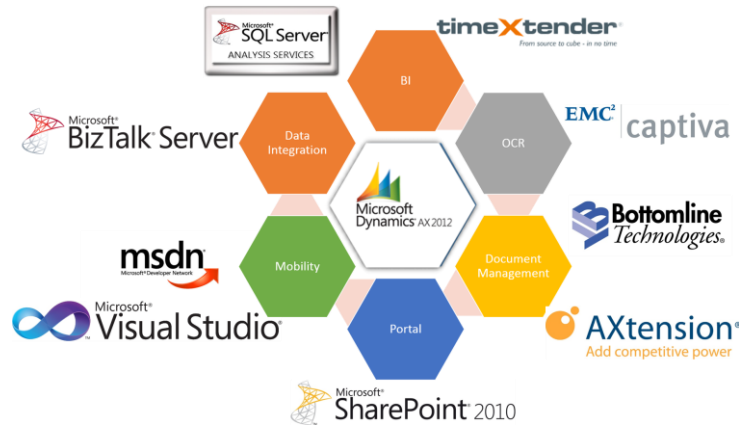 Microsoft®
SQL Server®
ANALYSIS SERVICES
timeXtender®
From source to cube - in no time
BI
Microsoft®
BizTalk® Server
Data
Integration
OCR
EMC²
captiva
Microsoft
Dynamics® AX 2012
Bottomline
Technologies®
msdn®
Microsoft® Developer Network
Mobility
Document
Management
Microsoft®
Visual Studio®
Portal
AXtension®
Add competitive power
Microsoft®
SharePoint® 2010